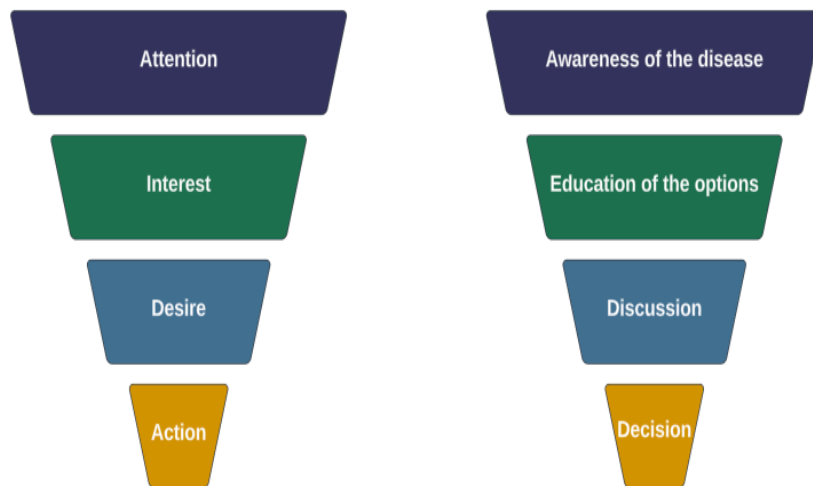 Attention
Interest
Desire
Action
Awareness of the disease
Education of the options
Discussion
Decision